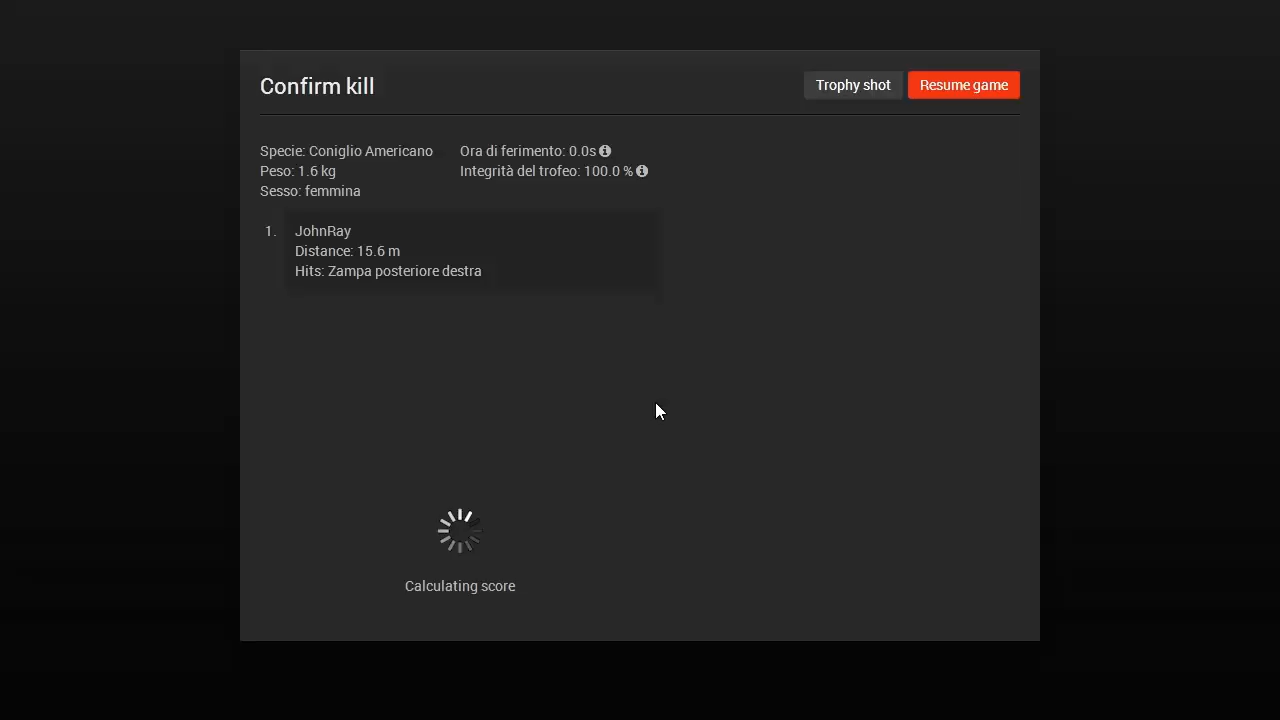 Confirm kill
Trophy shot
Resume game
Specie: Coniglio Americano
Peso: 1.6 kg
Sesso: femmina
Ora di ferimento: 0.0s
Integrità del trofeo: 100.0 %
1.
JohnRay
Distance: 15.6 m
Hits: Zampa posteriore destra
Calculating score